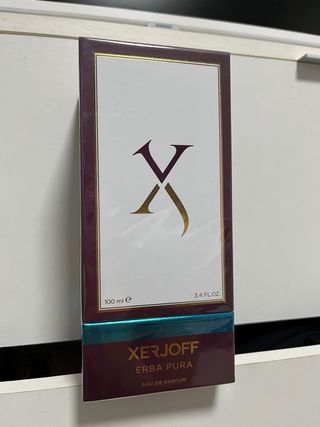 X
100 ml ℮ 3.4 FL.OZ.
XERJOFF
ERBA PURA
EAU DE PARFUM